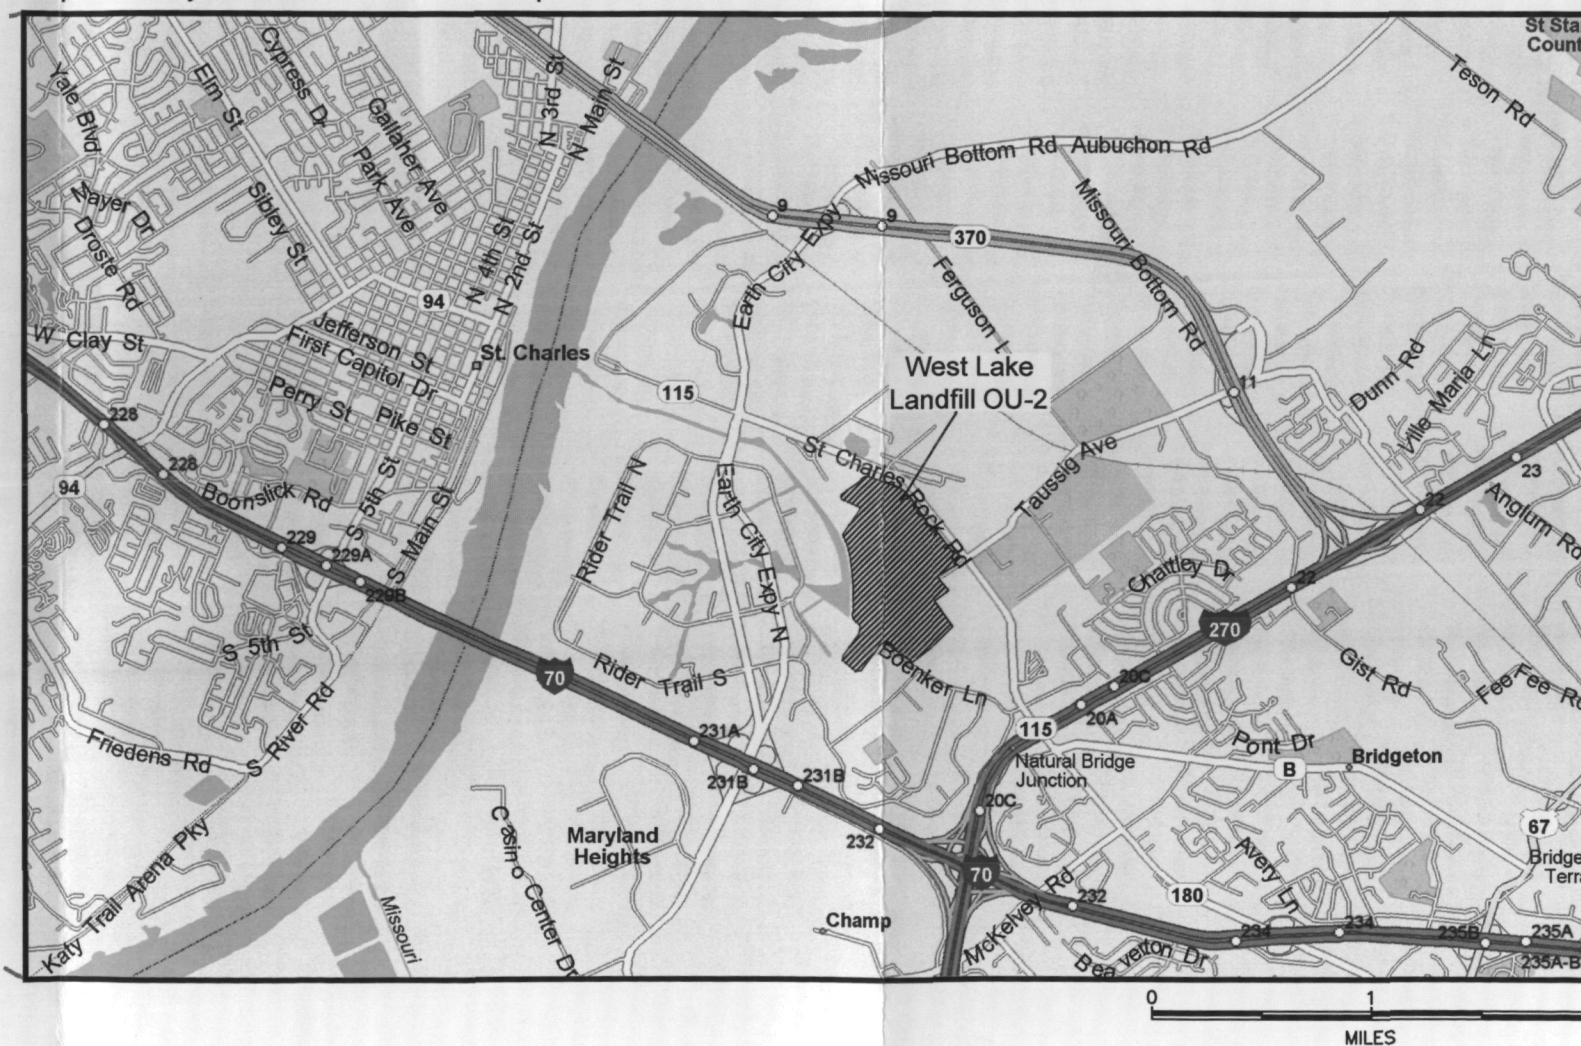 St Sta
Count
Teson Rd
Yale Blvd
Elm St
Cypress Dr
Gallaher Ave
Park Ave
N 3rd St
N Main St
Missouri Bottom Rd Aubuchon Rd
Mayer Dr
Droste Rd
Sibley St
N 4th St
N 2nd St
9
9
370
Earth City Expy
Missouri Bottom Rd
Ferguson L
94
W Clay St
Jefferson St
First Capitol Dr
Perry St
Pike St
St. Charles
115
West Lake
Landfill OU-2
11
Dunn Rd
Ville Maria Ln
228
228
94
Boonslick Rd
S 5th St
S Main St
Rider Trail N
Earth City Expy N
St Charles Rock Rd
Taussig Ave
23
22
Anglum Rd
229
229A
229B
Chattley Dr
22
270
S 5th St
70
Rider Trail S
Boenker Ln
20C
20A
Gist Rd
Fee Fee Rd
Friedens Rd
S River Rd
231A
231B
231B
115
Natural Bridge
Junction
Pont Dr
B
Bridgeton
20C
Casino Center Dr
Maryland
Heights
232
67
Bridge
Terra
Avery Ln
70
McKelvey Rd
232
180
Katy Trail Arena Pky
Missouri
Champ
Beaverton Dr
234
234
235B
235A
235A-B
0 1
MILES